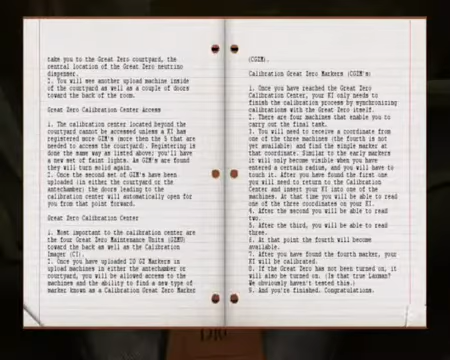 take you to the Great Zero courtyard, the
central location of the Great Zero neutrino
dispenser.
2. You will see another upload machine inside
of the courtyard as well as a couple of doors
toward the back of the room.
Great Zero Calibration Center Access
1. The calibration center located beyond the
courtyard cannot be accessed unless a KI has
registered more GZM's (more then the 5 that are
needed to access the courtyard). Registering is
done the same way as listed above; you'll have
a new set of faint lights. As GZM's are found
they will turn solid again.
2. Once the second set of GZM's have been
uploaded (in either the courtyard or the
antechamber) the doors leading to the
calibration center will automatically open for
you from that point forward.
Great Zero Calibration Center
1. Most important to the calibration center are
the four Great Zero Maintenance Units (GZMU)
toward the back as well as the Calibration
Imager (CI).
2. Once you have uploaded 20 GZ Markers in
upload machines in either the antechamber or
courtyard, you will be allowed access to the
machines and the ability to find a new type of
marker known as a Calibration Great Zero Marker
(CGZM).
Calibration Great Zero Markers (CGZM's)
1. Once you have reached the Great Zero
Calibration Center, your KI only needs to
finish the calibration process by synchronizing
calibrations with the Great Zero itself.
2. There are four machines that enable you to
carry out the final task.
3. You will need to receive a coordinate from
one of three machines (the fourth is not
yet available) and find the single marker at
that coordinate. Similar to the early markers
it will only become visible when you have
entered a certain radius, and you will have to
touch it. After you have found the first one
you will need to return to the Calibration
Center and insert your KI into one of the
machines. At that time you will be able to read
one of the three coordinates on your KI.
4. After the second you will be able to read
two.
5. After the third, you will be able to read
three.
6. At that point the fourth will become
available.
7. After you have found the fourth marker, your
KI will be calibrated.
8. If the Great Zero has not been turned on, it
will also be turned on. (Is that true Laxman?
We obviously haven't tested this.)
9. And you're finished. Congratulations.